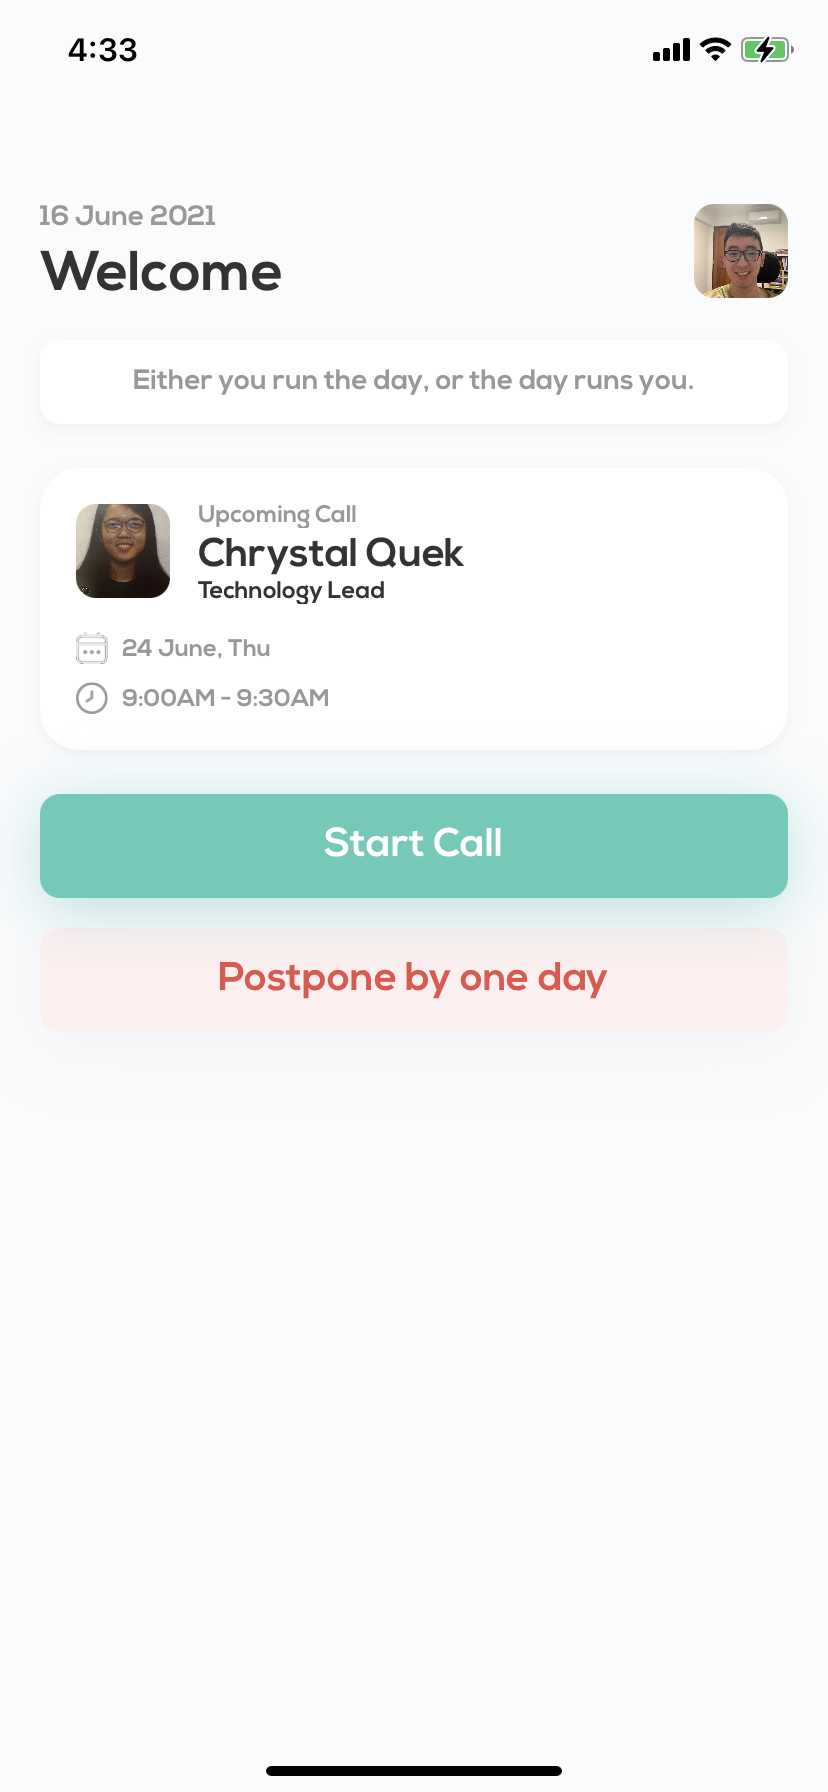 4:33
16 June 2021
Welcome
Either you run the day, or the day runs you.
Upcoming Call
Chrystal Quek
Technology Lead
24 June, Thu
9:00AM - 9:30AM
Start Call
Postpone by one day